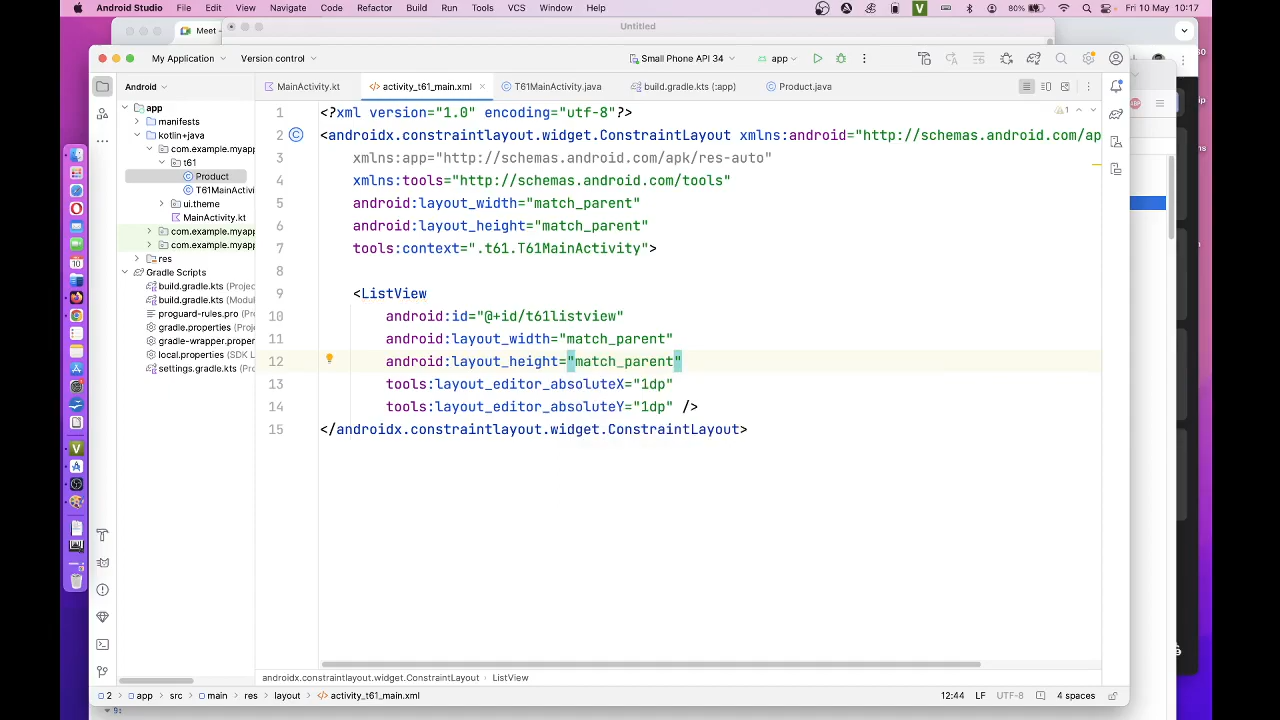 Android Studio File Edit View Navigate Code Refactor Build Run Tools VCS Window Help 80% Fri 10 May 10:17
Meet - Untitled
My Application Version control Small Phone API 34 app
Android MainActivity.kt activity_t61_main.xml T61MainActivity.java build.gradle.kts (:app) Product.java
app
manifests
kotlin+java
com.example.myapp
t61
Product
T61MainActivi
ui.theme
MainActivity.kt
com.example.myapp
com.example.myapp
res
Gradle Scripts
build.gradle.kts (Projec
build.gradle.kts (Modul
proguard-rules.pro (
gradle.properties (
gradle-wrapper.proper
local.properties (SDK L
settings.gradle.kts (
1 <?xml version="1.0" encoding="utf-8"?>
2 <androidx.constraintlayout.widget.ConstraintLayout xmlns:android="http://schemas.android.com/ap
3 xmlns:app="http://schemas.android.com/apk/res-auto"
4 xmlns:tools="http://schemas.android.com/tools"
5 android:layout_width="match_parent"
6 android:layout_height="match_parent"
7 tools:context=".t61.T61MainActivity">
8
9 <ListView
10 android:id="@+id/t61listview"
11 android:layout_width="match_parent"
12 android:layout_height="match_parent"
13 tools:layout_editor_absoluteX="1dp"
14 tools:layout_editor_absoluteY="1dp" />
15 </androidx.constraintlayout.widget.ConstraintLayout>
1
androidx.constraintlayout.widget.ConstraintLayout › ListView
2 › app › src › main › res › layout › activity_t61_main.xml 12:44 LF UTF-8 4 spaces